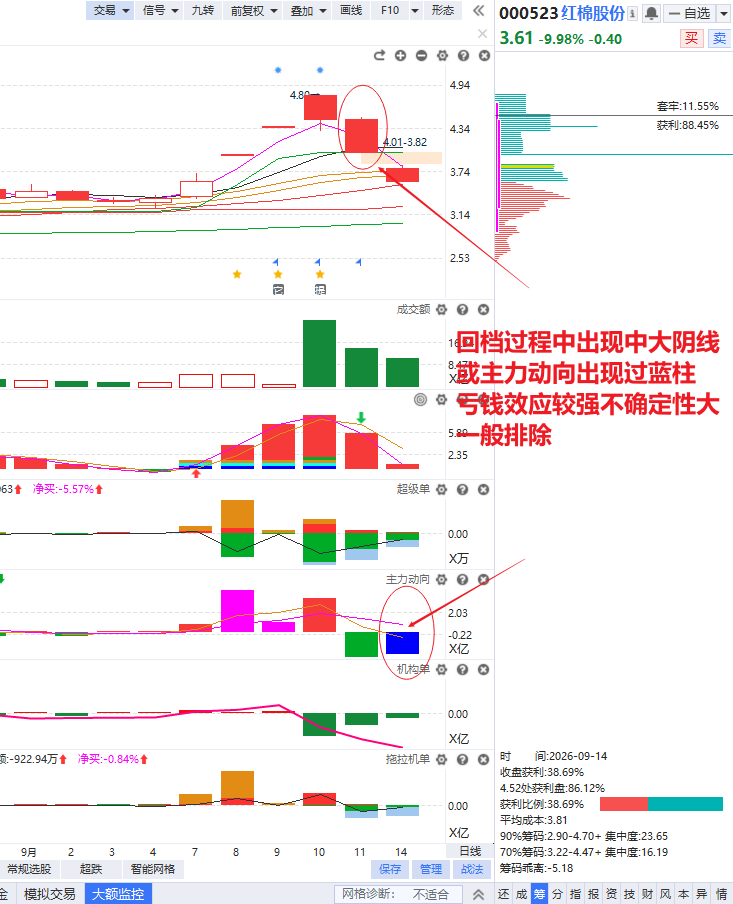 交易 信号 九转 前复权 叠加 画线 F10 形态
000523 红棉股份 自选
3.61 -9.98% -0.40 买 卖
4.94
4.80
4.34
4.01-3.82
3.74
3.14
2.53
套牢:11.55%
获利:88.45%
成交额
8.47
X亿
回档过程中出现中大阴线
或主力动向出现过蓝柱
亏钱效应较强不确定性大
一般排除
2.35
净买:-5.57%
超级单
0.00
X万
主力动向
2.03
-0.22
X亿
机构单
0.00
X亿
-922.94万 净买:-0.84%
拖拉机单
0.00
X亿
9月 2 3 4 7 8 9 10 11 14 日线
常规选股 超跌 智能网格 保存 管理 战法
模拟交易 大额监控 网格诊断: 不适合
时 间:2026-09-14
收盘获利:38.69%
4.52处获利盘:86.12%
获利比例:38.69%
平均成本:3.81
90%筹码:2.90-4.70+ 集中度:23.65
70%筹码:3.22-4.47+ 集中度:16.19
筹码乖离:-5.18
还 成 筹 分 指 报 资 技 财 风 本 异 情